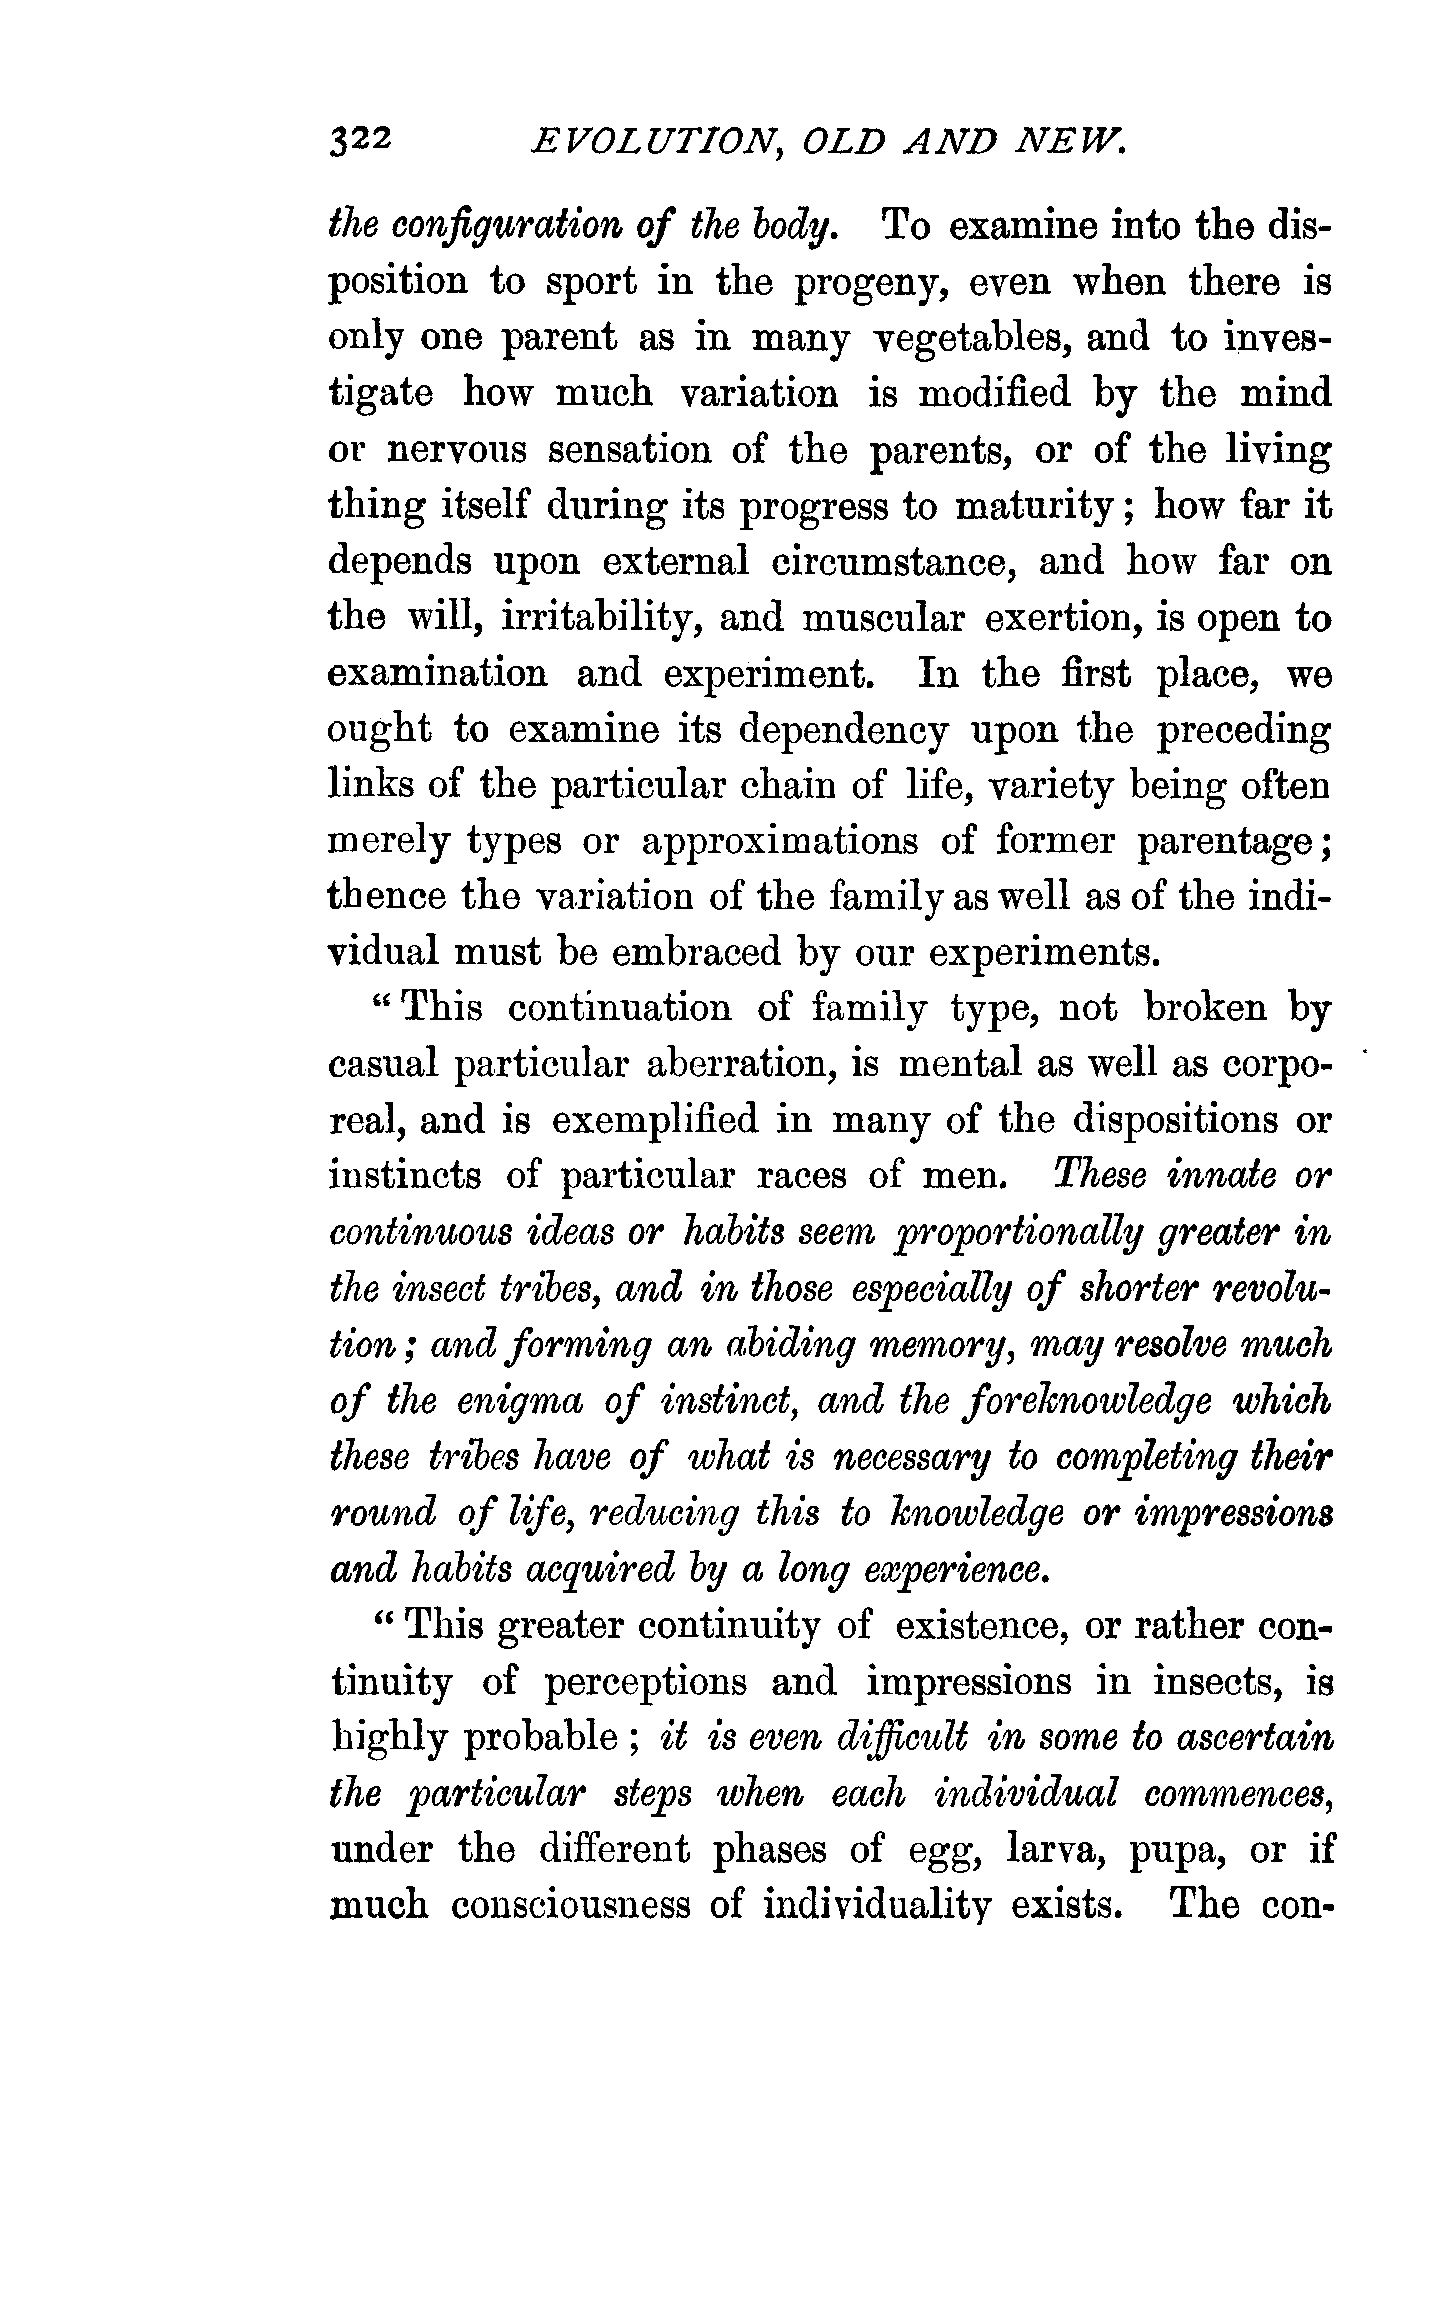 322 EVOLUTION, OLD AND NEW.
the configuration of the body. To examine into the dis-
position to sport in the progeny, even when there is
only one parent as in many vegetables, and to inves-
tigate how much variation is modified by the mind
or nervous sensation of the parents, or of the living
thing itself during its progress to maturity; how far it
depends upon external circumstance, and how far on
the will, irritability, and muscular exertion, is open to
examination and experiment. In the first place, we
ought to examine its dependency upon the preceding
links of the particular chain of life, variety being often
merely types or approximations of former parentage;
thence the variation of the family as well as of the indi-
vidual must be embraced by our experiments.
“This continuation of family type, not broken by
casual particular aberration, is mental as well as corpo-
real, and is exemplified in many of the dispositions or
instincts of particular races of men. These innate or
continuous ideas or habits seem proportionally greater in
the insect tribes, and in those especially of shorter revolu-
tion; and forming an abiding memory, may resolve much
of the enigma of instinct, and the foreknowledge which
these tribes have of what is necessary to completing their
round of life, reducing this to knowledge or impressions
and habits acquired by a long experience.
“This greater continuity of existence, or rather con-
tinuity of perceptions and impressions in insects, is
highly probable; it is even difficult in some to ascertain
the particular steps when each individual commences,
under the different phases of egg, larva, pupa, or if
much consciousness of individuality exists. The con-